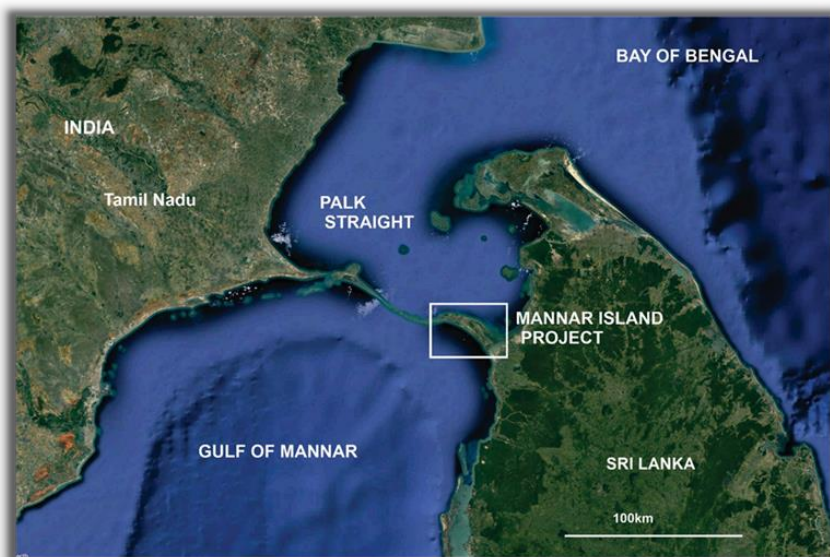 BAY OF BENGAL
INDIA
Tamil Nadu
PALK
STRAIGHT
MANNAR ISLAND
PROJECT
GULF OF MANNAR
SRI LANKA
100km